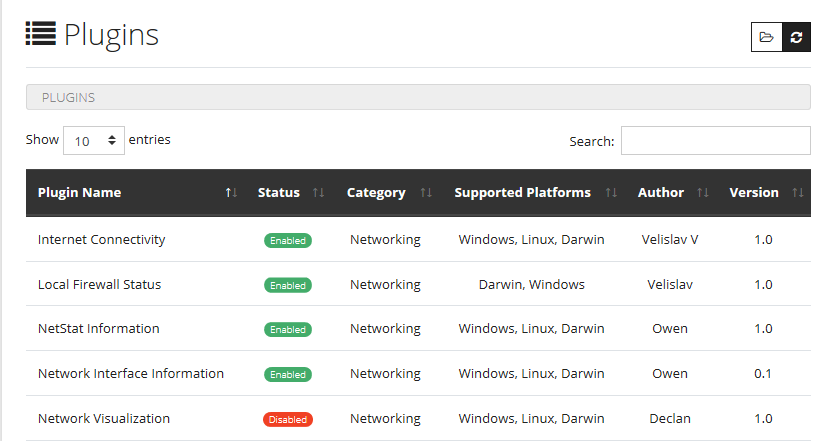 Plugins
PLUGINS
Show 10 entries Search:
Plugin Name Status Category Supported Platforms Author Version
Internet Connectivity Enabled Networking Windows, Linux, Darwin Velislav V 1.0
Local Firewall Status Enabled Networking Darwin, Windows Velislav 1.0
NetStat Information Enabled Networking Windows, Linux, Darwin Owen 1.0
Network Interface Information Enabled Networking Windows, Linux, Darwin Owen 0.1
Network Visualization Disabled Networking Windows, Linux, Darwin Declan 1.0